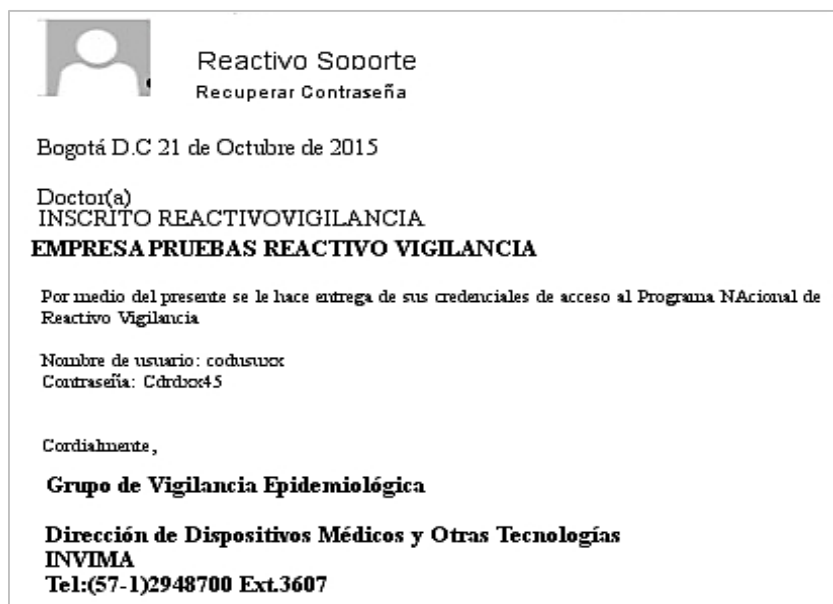 Reactivo Soporte
Recuperar Contraseña
Bogotá D.C 21 de Octubre de 2015
Doctor(a)
INSCRITO REACTIVOVIGILANCIA
EMPRESA PRUEBAS REACTIVO VIGILANCIA
Por medio del presente se le hace entrega de sus credenciales de acceso al Programa NAcional de
Reactivo Vigilancia
Nombre de usuario: codusuxx
Contraseña: Cdrdxx45
Cordialmente,
Grupo de Vigilancia Epidemiológica
Dirección de Dispositivos Médicos y Otras Tecnologías
INVIMA
Tel:(57-1)2948700 Ext.3607